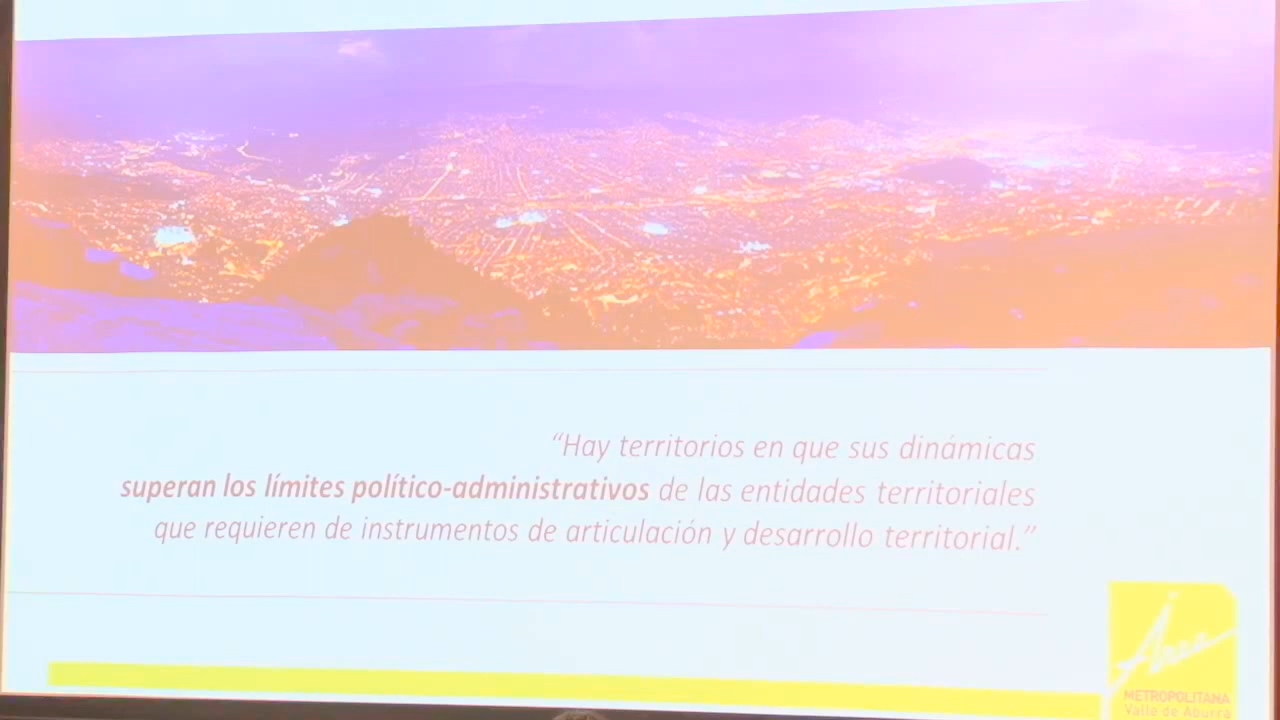 “Hay territorios en que sus dinámicas
superan los límites político-administrativos de las entidades territoriales
que requieren de instrumentos de articulación y desarrollo territorial.”
Área
METROPOLITANA
Valle de Aburrá